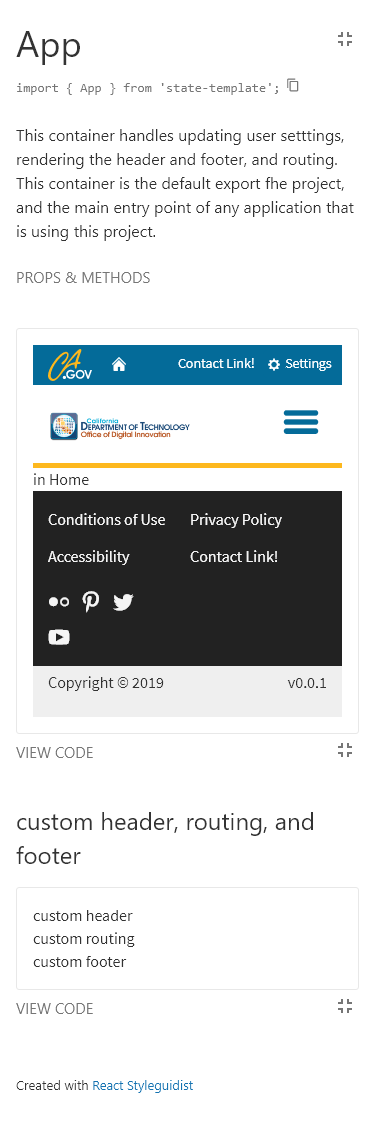 App
import { App } from 'state-template';
This container handles updating user setttings,
rendering the header and footer, and routing.
This container is the default export fhe project,
and the main entry point of any application that
is using this project.
PROPS & METHODS
CA.GOV
Contact Link!
Settings
California
DEPARTMENT OF TECHNOLOGY
Office of Digital Innovation
in Home
Conditions of Use
Privacy Policy
Accessibility
Contact Link!
Copyright © 2019
v0.0.1
VIEW CODE
custom header, routing, and
footer
custom header
custom routing
custom footer
VIEW CODE
Created with React Styleguidist